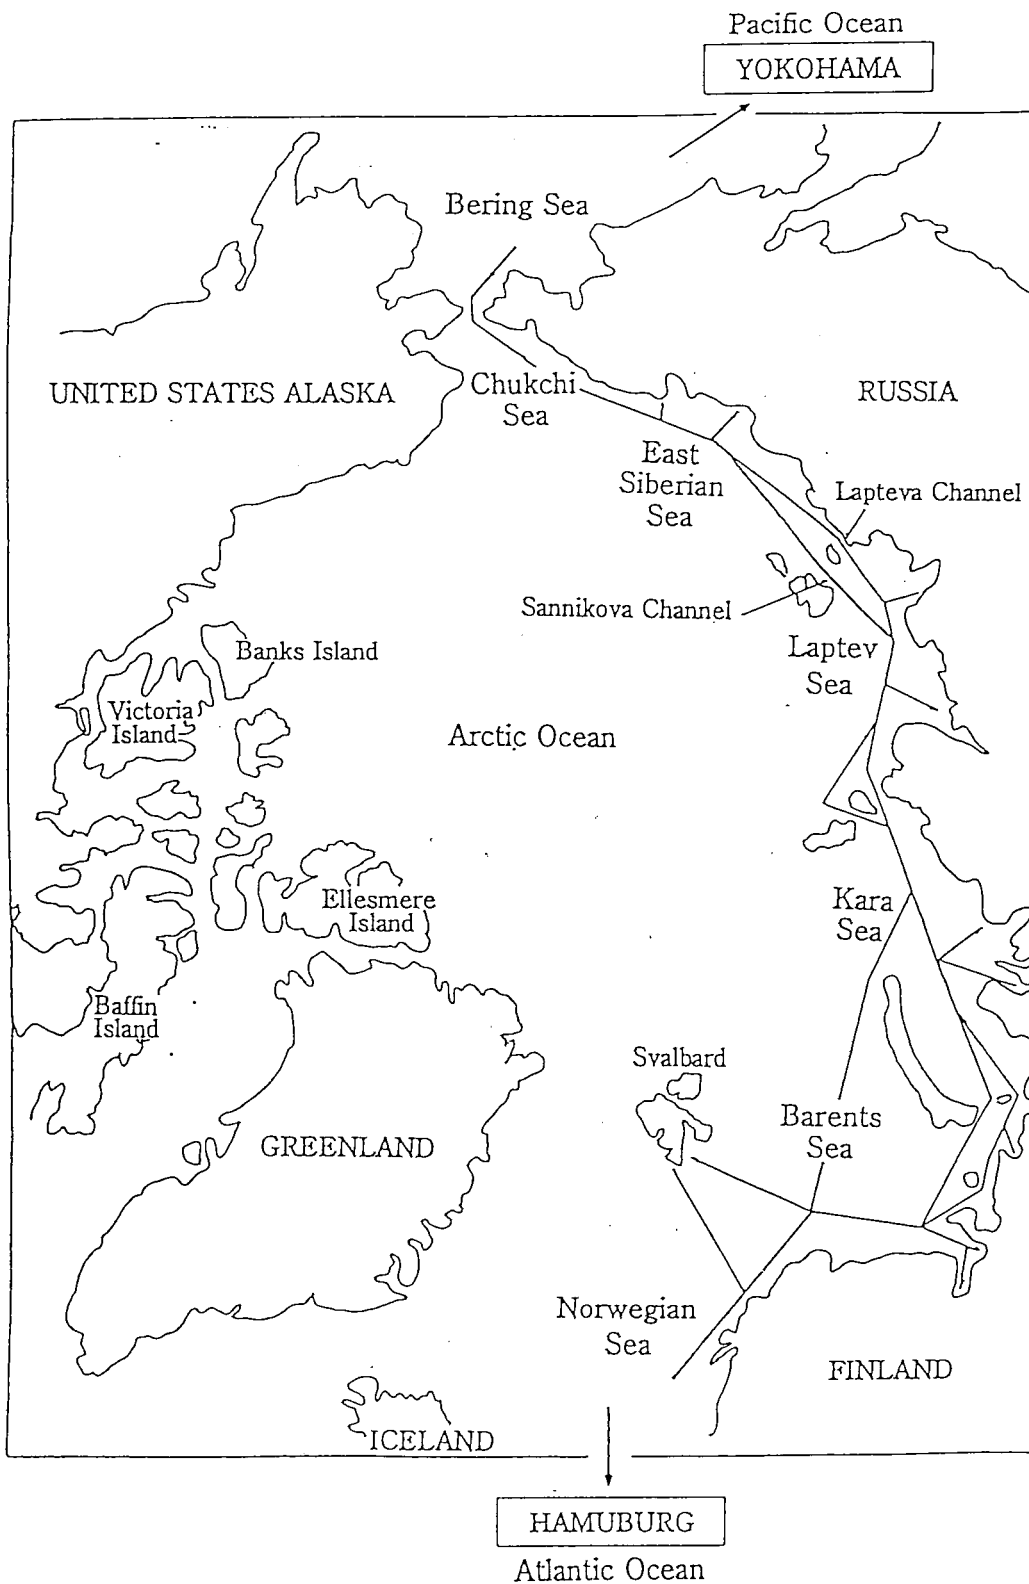 Pacific Ocean
YOKOHAMA
Bering Sea
UNITED STATES ALASKA
Chukchi
Sea
RUSSIA
East
Siberian
Sea
Lapteva Channel
Sannikova Channel
Banks Island
Laptev
Sea
Victoria
Island
Arctic Ocean
Ellesmere
Island
Kara
Sea
Baffin
Island
Svalbard
Barents
Sea
GREENLAND
Norwegian
Sea
FINLAND
ICELAND
HAMUBURG
Atlantic Ocean